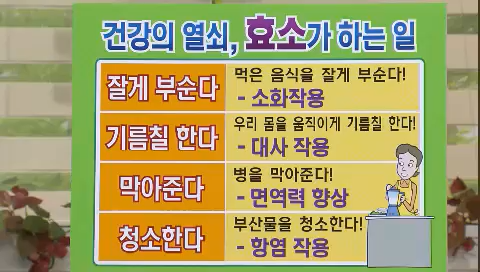 건강의 열쇠, 효소가 하는 일
잘게 부순다
먹은 음식을 잘게 부순다!
- 소화작용
기름칠 한다
우리 몸을 움직이게 기름칠 한다!
- 대사 작용
막아준다
병을 막아준다!
- 면역력 향상
청소한다
부산물을 청소한다!
- 항염 작용